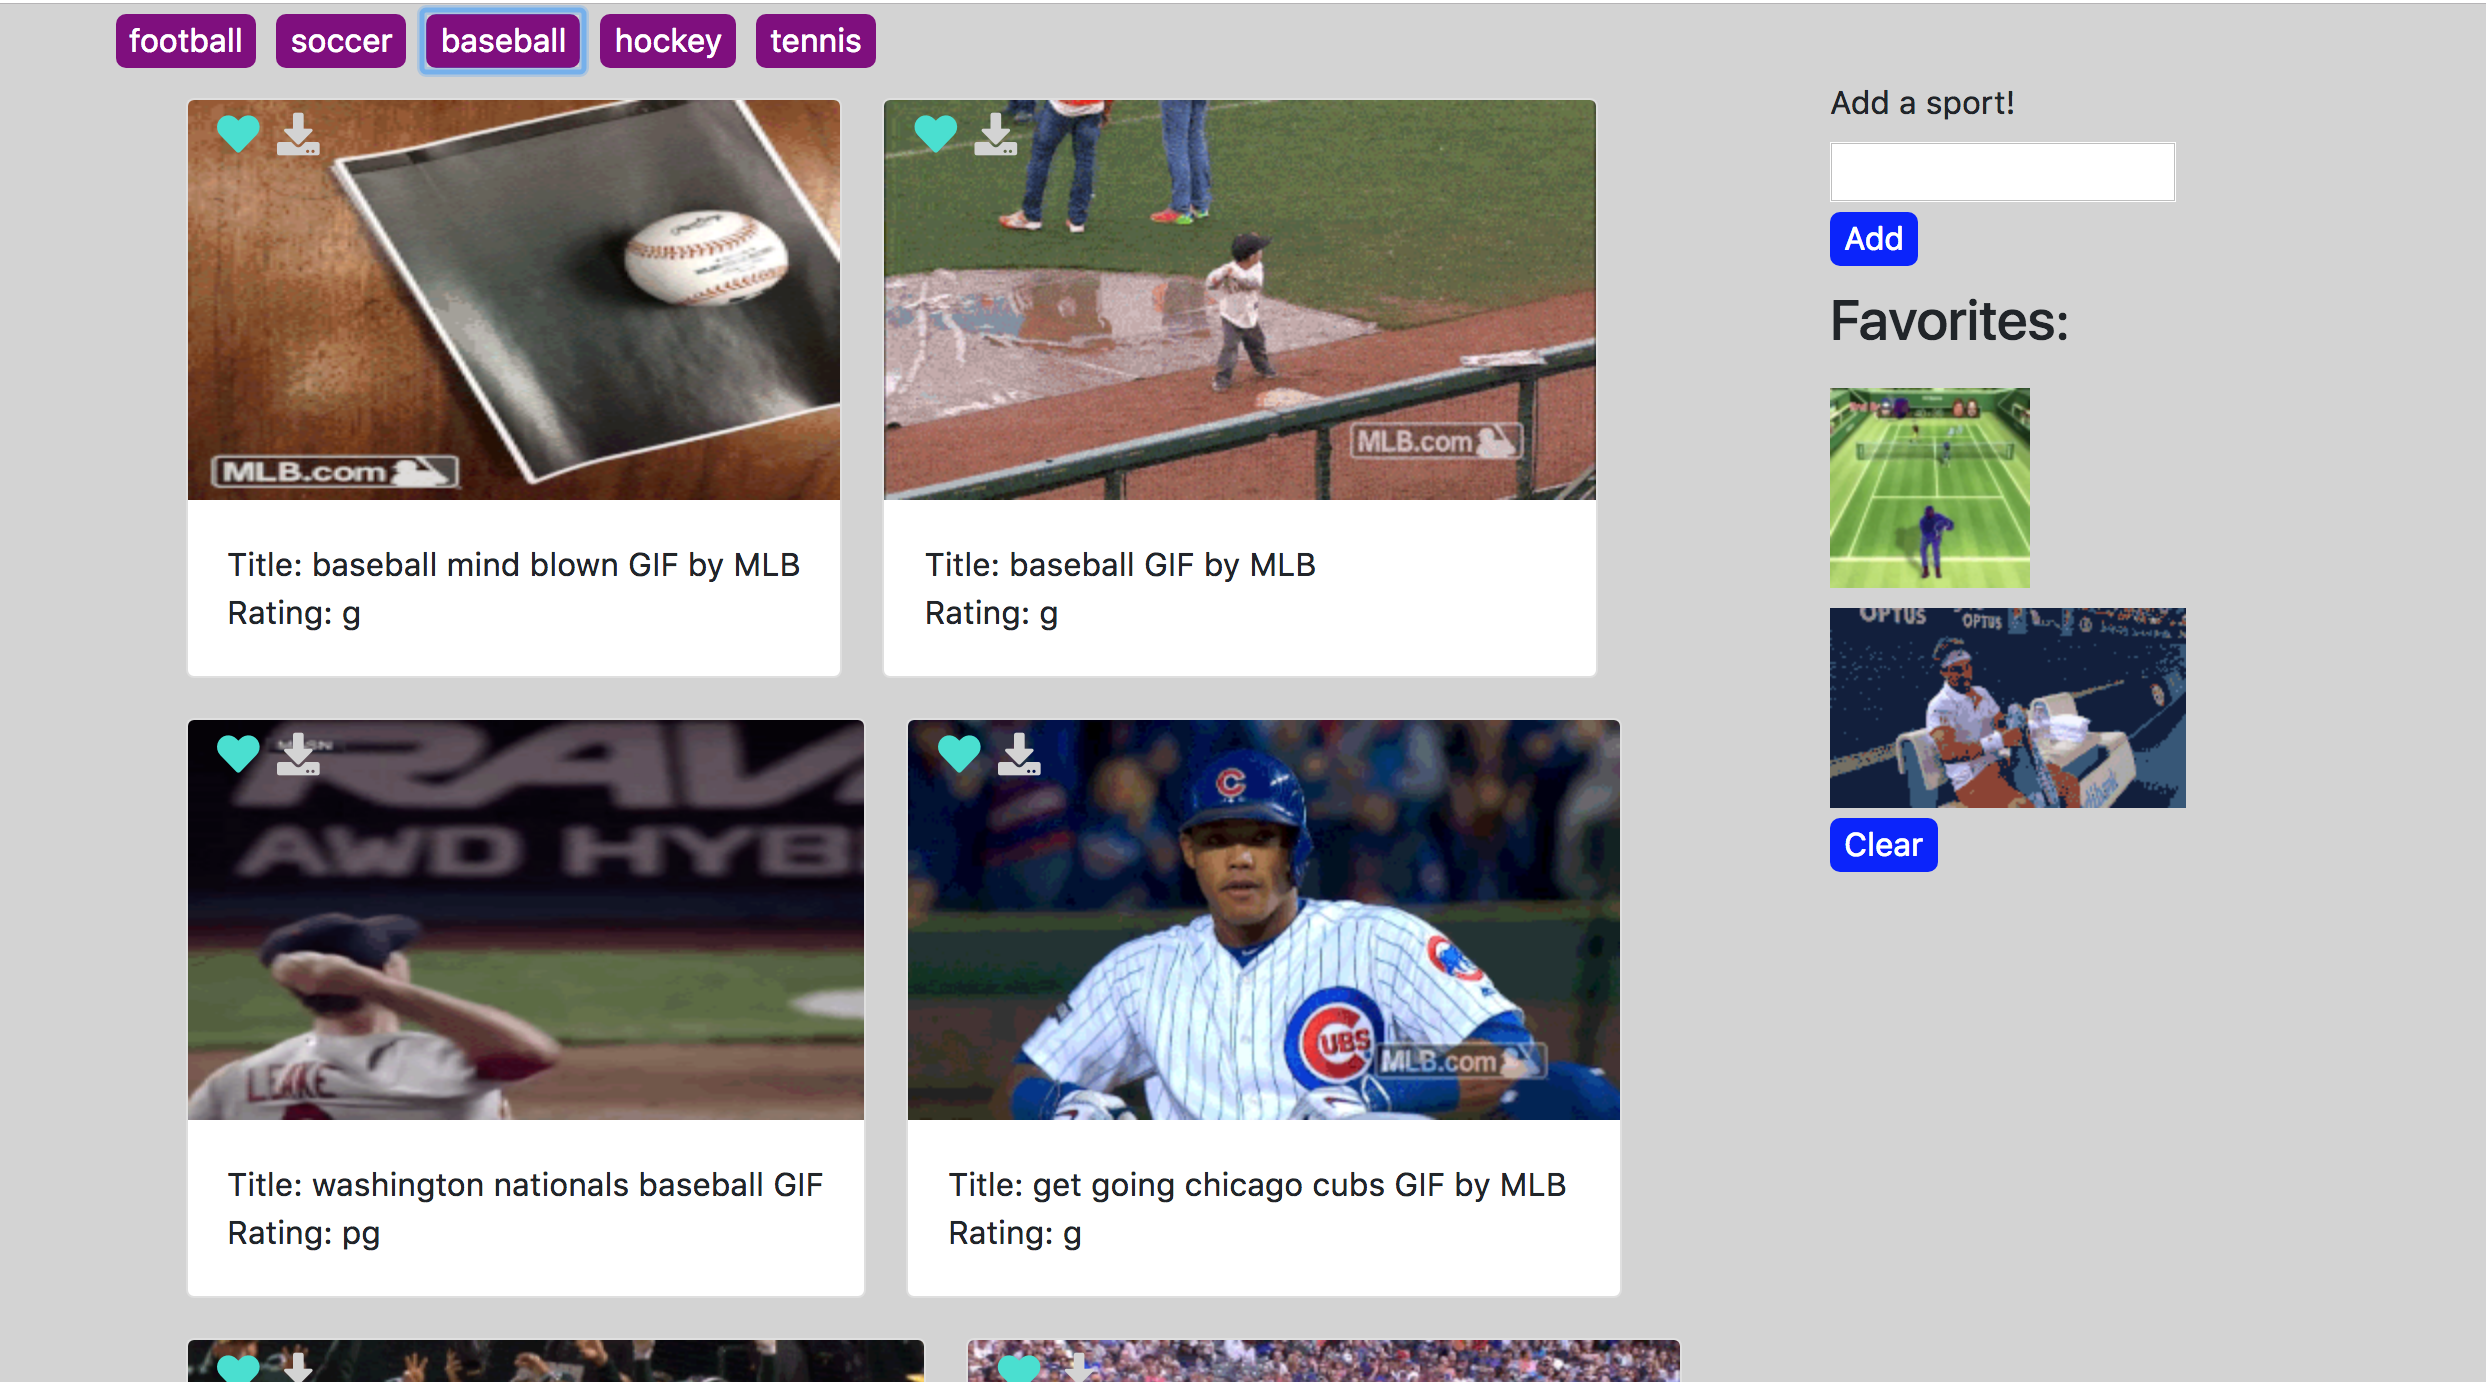 football soccer baseball hockey tennis
Add a sport!
Add
Favorites:
OPTUS
OPTUS
Clear
MLB.com
Title: baseball mind blown GIF by MLB
Rating: g
MLB.com
Title: baseball GIF by MLB
Rating: g
RAV
AWD HYB
LEAKE
Title: washington nationals baseball GIF
Rating: pg
C
CUBS
MLB.com
Title: get going chicago cubs GIF by MLB
Rating: g